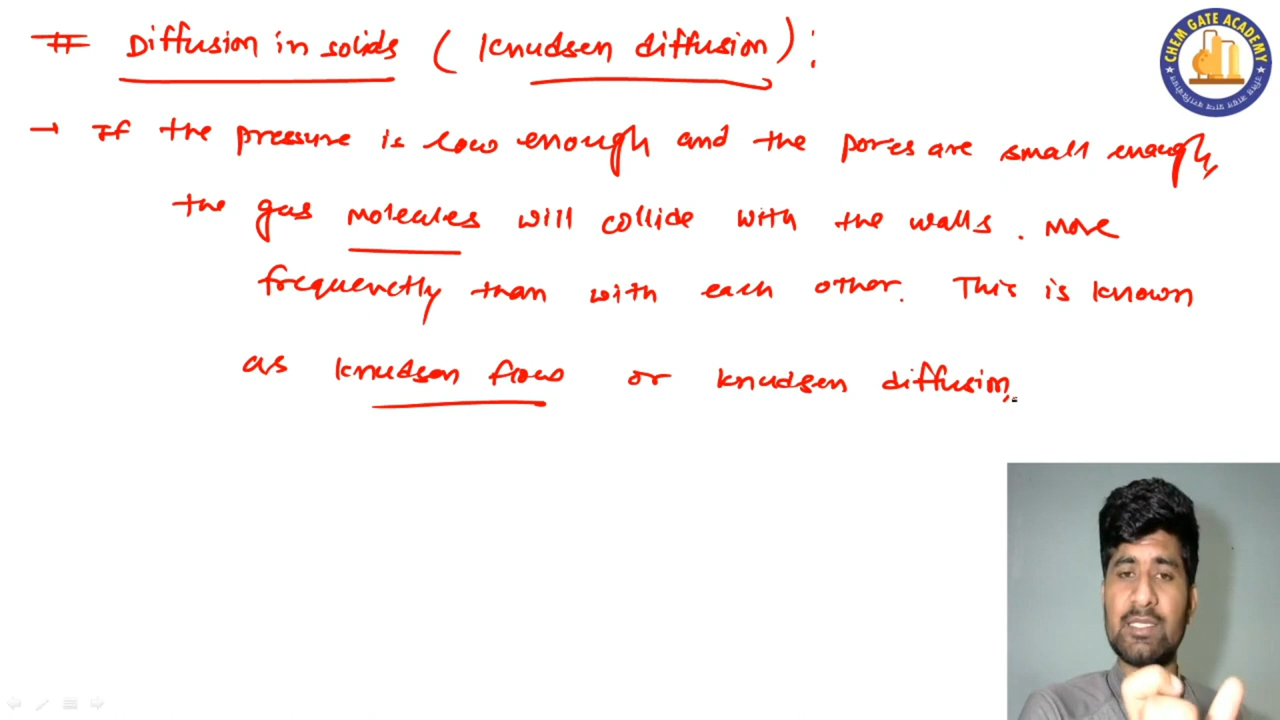 # Diffusion in solids (Knudsen diffusion) :
→ If the pressure is low enough and the pores are small enough,
the gas molecules will collide with the walls. more
frequently than with each other. This is known
as Knudsen flow or Knudsen diffusion,
CHEM GATE ACADEMY